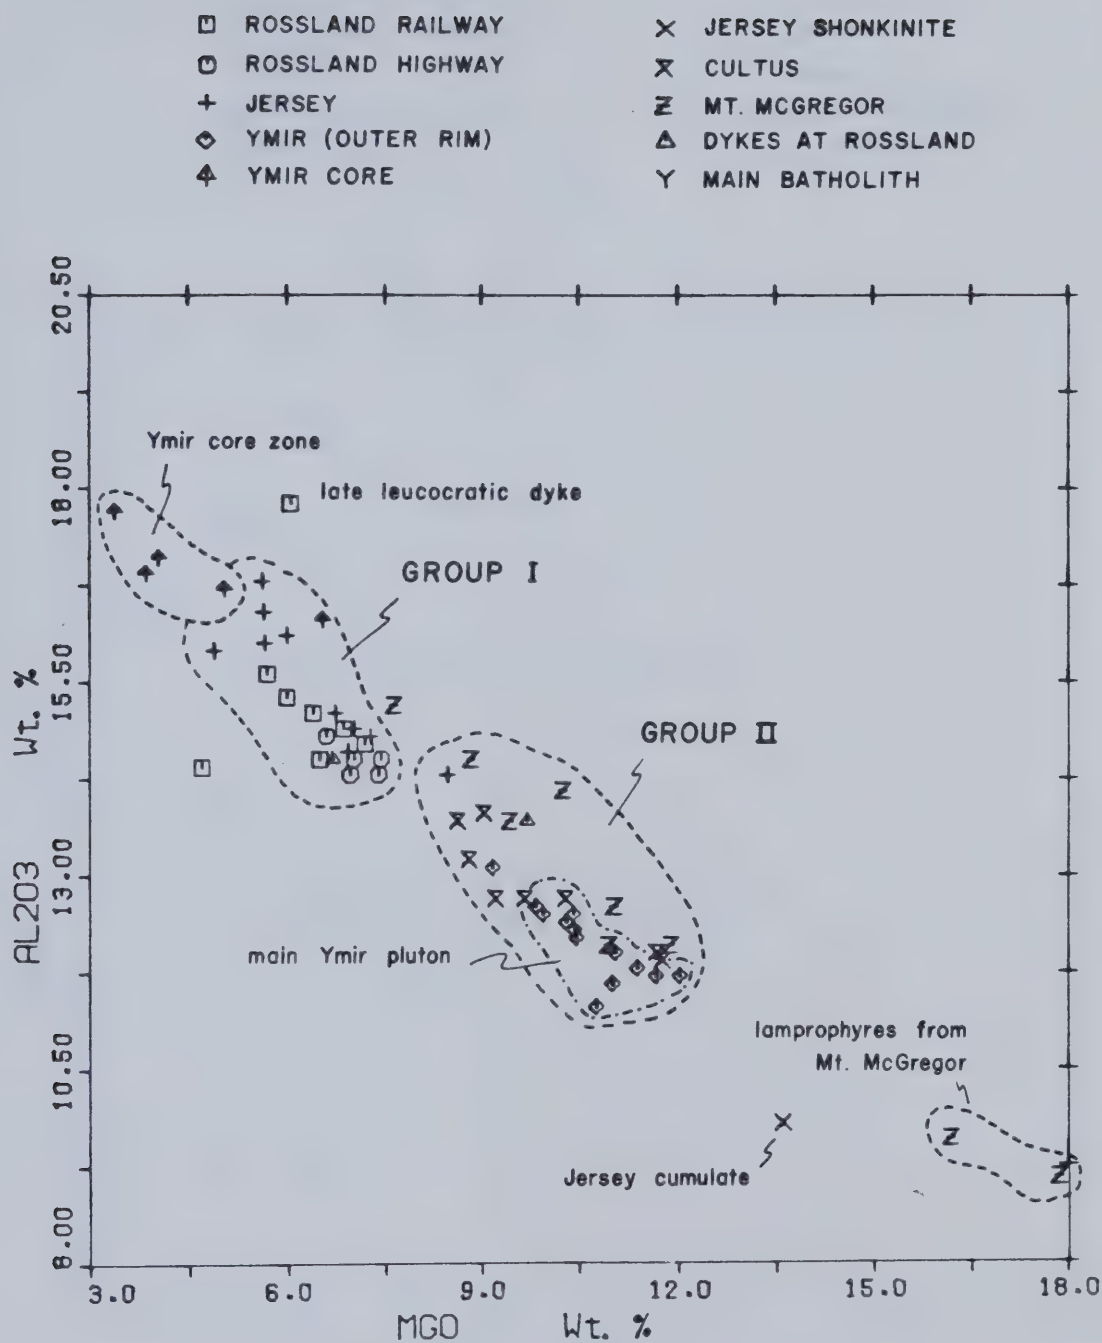 ROSSLAND RAILWAY
ROSSLAND HIGHWAY
JERSEY
YMIR (OUTER RIM)
YMIR CORE
JERSEY SHONKINITE
CULTUS
MT. MCGREGOR
DYKES AT ROSSLAND
MAIN BATHOLITH
20.50
18.00
15.50
13.00
10.50
8.00
AL2O3 Wt. %
Ymir core zone
late leucocratic dyke
GROUP I
GROUP II
main Ymir pluton
lamprophyres from
Mt. McGregor
Jersey cumulate
3.0 6.0 9.0 12.0 15.0 18.0
MGO Wt. %